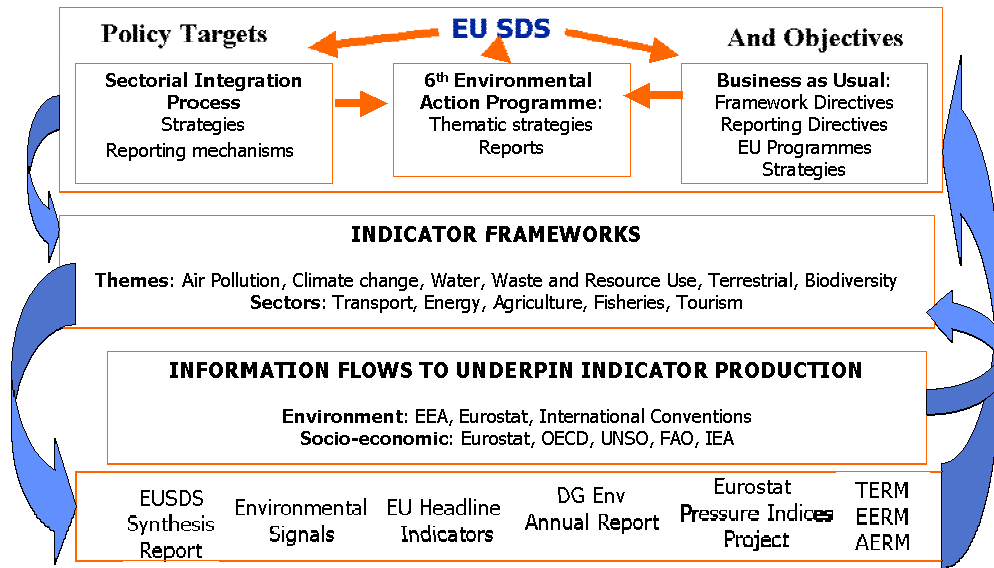 Policy Targets
EU SDS
And Objectives
Sectorial Integration
Process
Strategies
Reporting mechanisms
6th Environmental
Action Programme:
Thematic strategies
Reports
Business as Usual:
Framework Directives
Reporting Directives
EU Programmes
Strategies
INDICATOR FRAMEWORKS
Themes: Air Pollution, Climate change, Water, Waste and Resource Use, Terrestrial, Biodiversity
Sectors: Transport, Energy, Agriculture, Fisheries, Tourism
INFORMATION FLOWS TO UNDERPIN INDICATOR PRODUCTION
Environment: EEA, Eurostat, International Conventions
Socio-economic: Eurostat, OECD, UNSO, FAO, IEA
EUSDS
Synthesis
Report
Environmental
Signals
EU Headline
Indicators
DG Env
Annual Report
Eurostat
Pressure Indices
Project
TERM
EERM
AERM